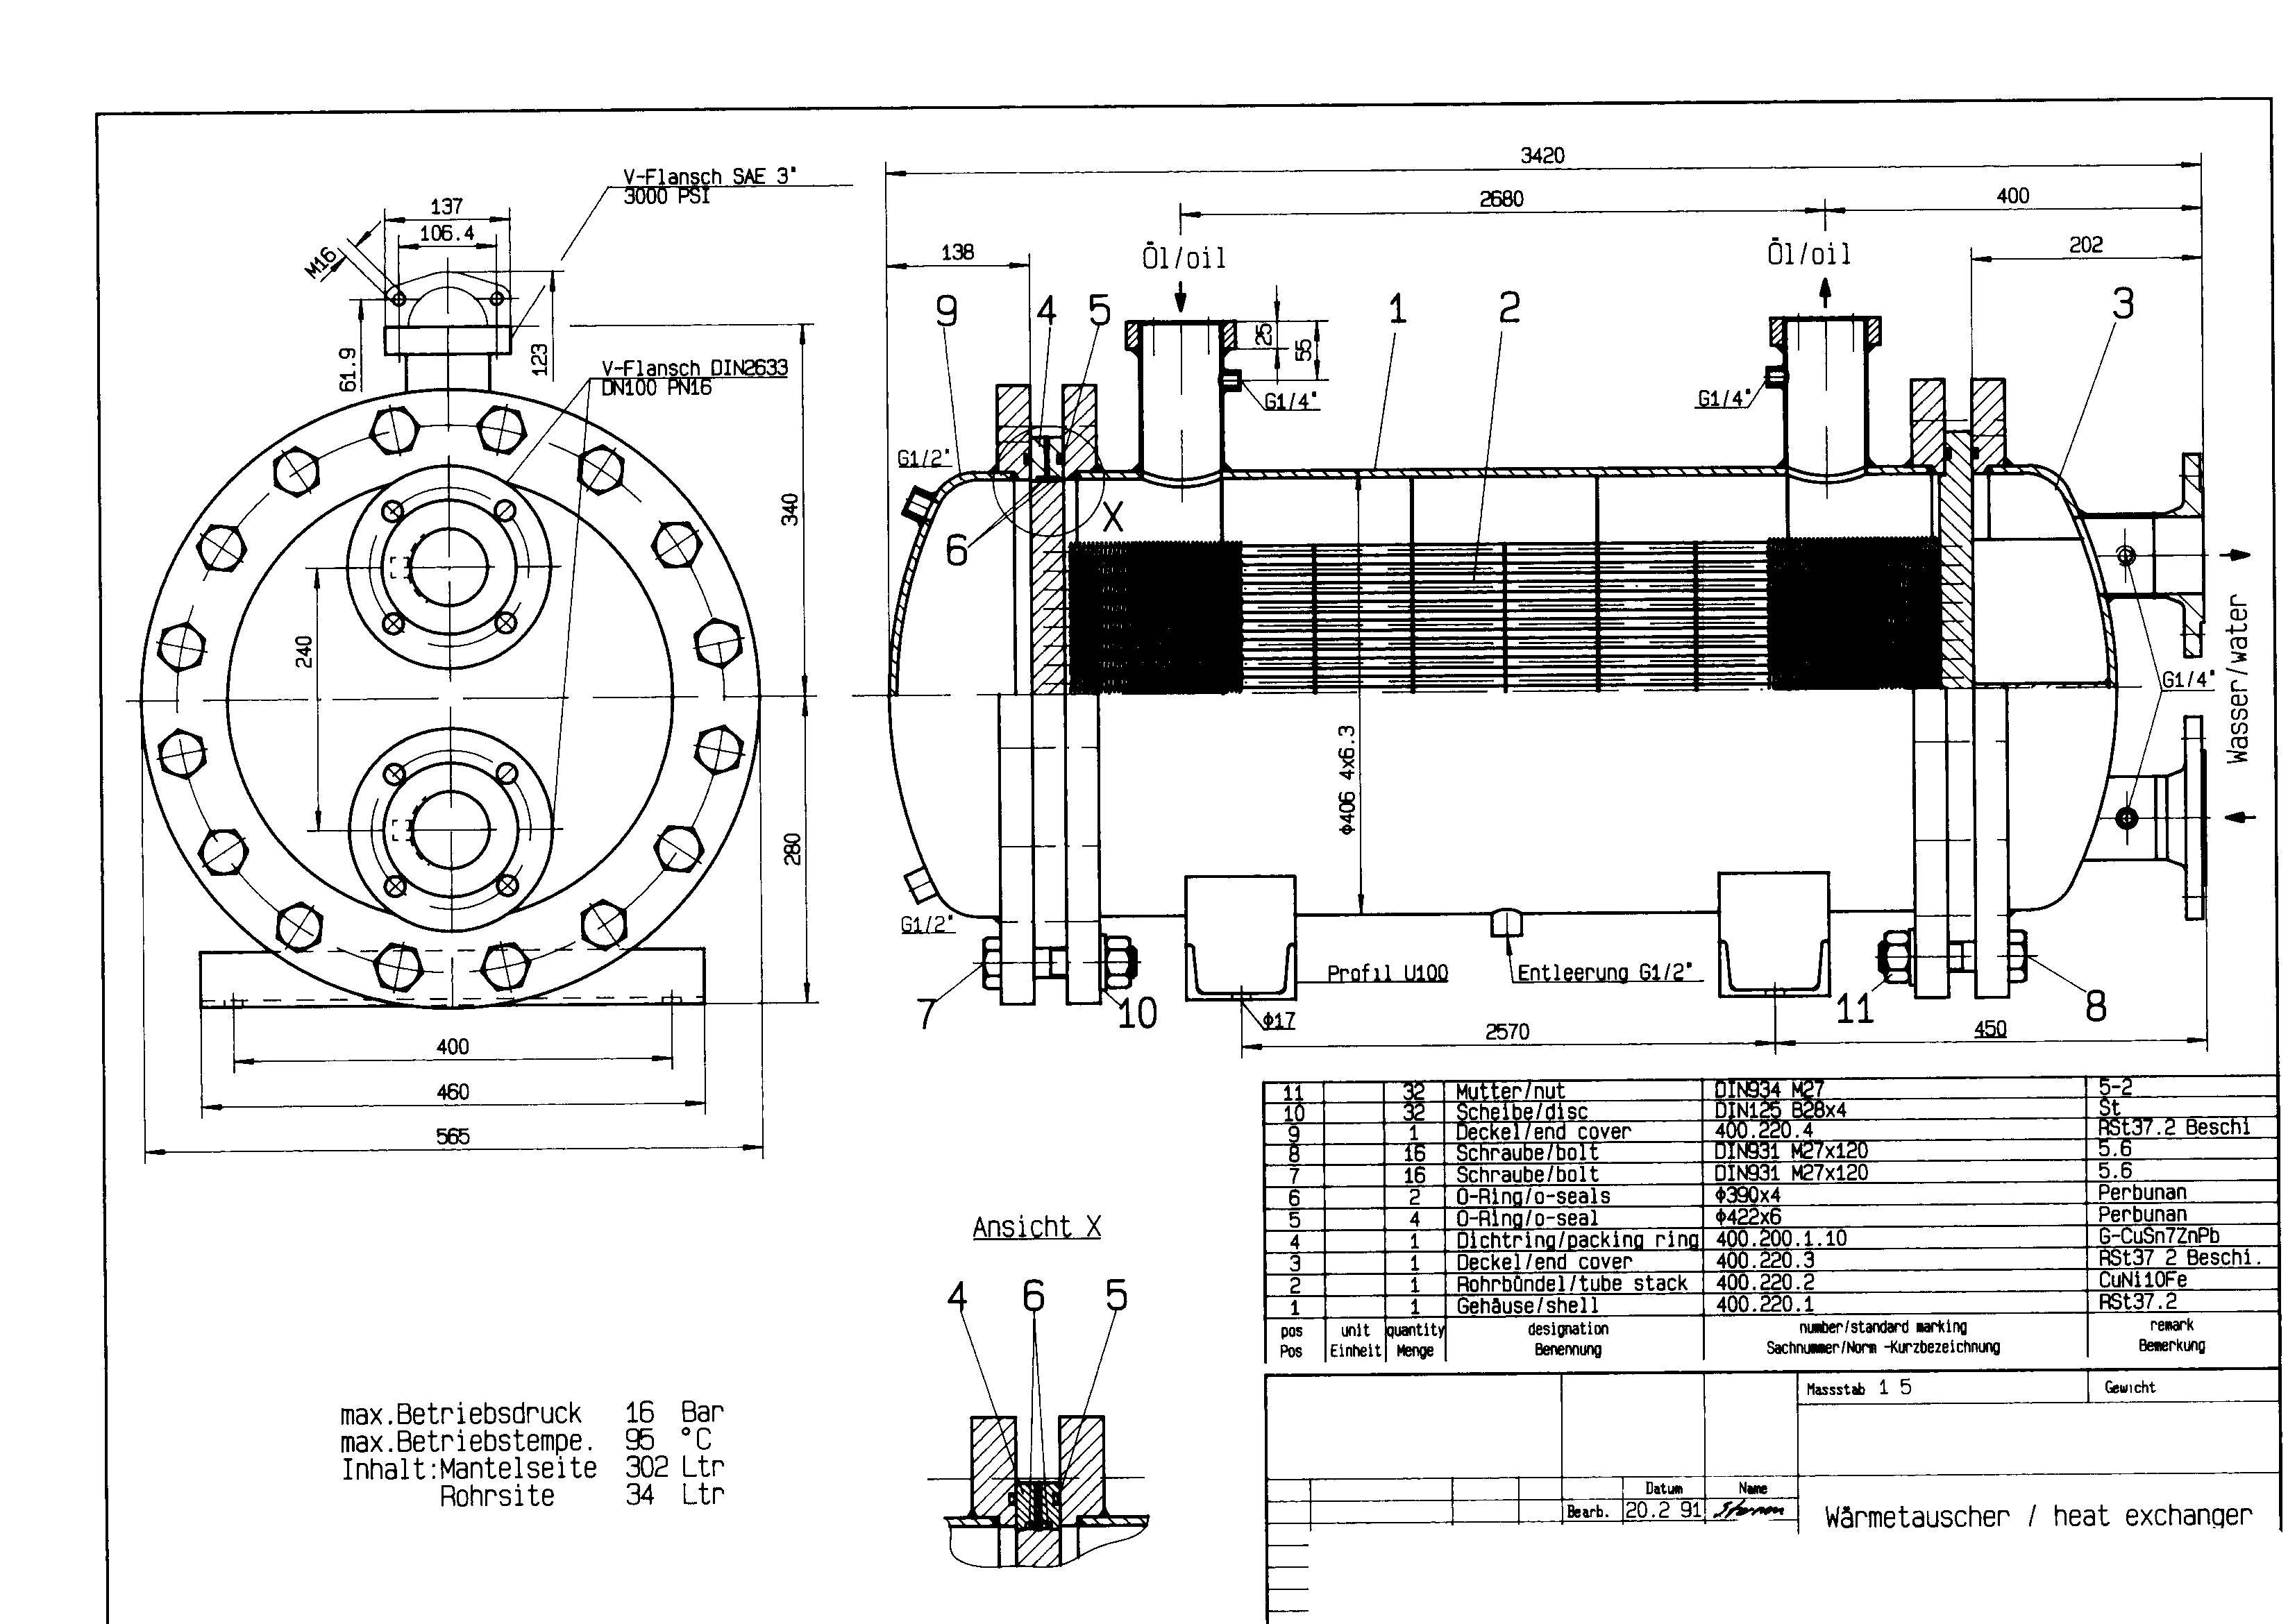 3420
2680
400
138
202
V-Flansch SAE 3"
3000 PSI
137
106.4
M16
61.9
123
V-Flansch DIN2633
DN100 PN16
Öl/oil
Öl/oil
9
4
5
1
2
3
25
55
G1/4"
G1/4"
G1/2"
6
X
340
240
280
G1/4"
Wasser/water
Φ406 4x6.3
G1/2"
7
10
Profil U100
Φ17
Entleerung G1/2"
11
8
2570
450
400
460
565
11 32 Mutter/nut DIN934 M27 5-2
10 32 Scheibe/disc DIN125 B28x4 St
9 1 Deckel/end cover 400.220.4 RSt37.2 Beschi
8 16 Schraube/bolt DIN931 M27x120 5.6
7 16 Schraube/bolt DIN931 M27x120 5.6
6 2 O-Ring/o-seals Φ390x4 Perbunan
5 4 O-Ring/o-seal Φ422x6 Perbunan
4 1 Dichtring/packing ring 400.200.1.10 G-CuSn7ZnPb
3 1 Deckel/end cover 400.220.3 RSt37 2 Beschi.
2 1 Rohrbündel/tube stack 400.220.2 CuNi10Fe
1 1 Gehäuse/shell 400.220.1 RSt37.2
pos unit quantity designation number/standard marking remark
Pos Einheit Menge Benennung Sachnummer/Norm -Kurzbezeichnung Bemerkung
Ansicht X
4
6
5
max.Betriebsdruck 16 Bar
max.Betriebstempe. 95 °C
Inhalt:Mantelseite 302 Ltr
Rohrsite 34 Ltr
Massstab 1 5
Gewicht
Datum Name
Bearb. 20.2 91
Wärmetauscher / heat exchanger